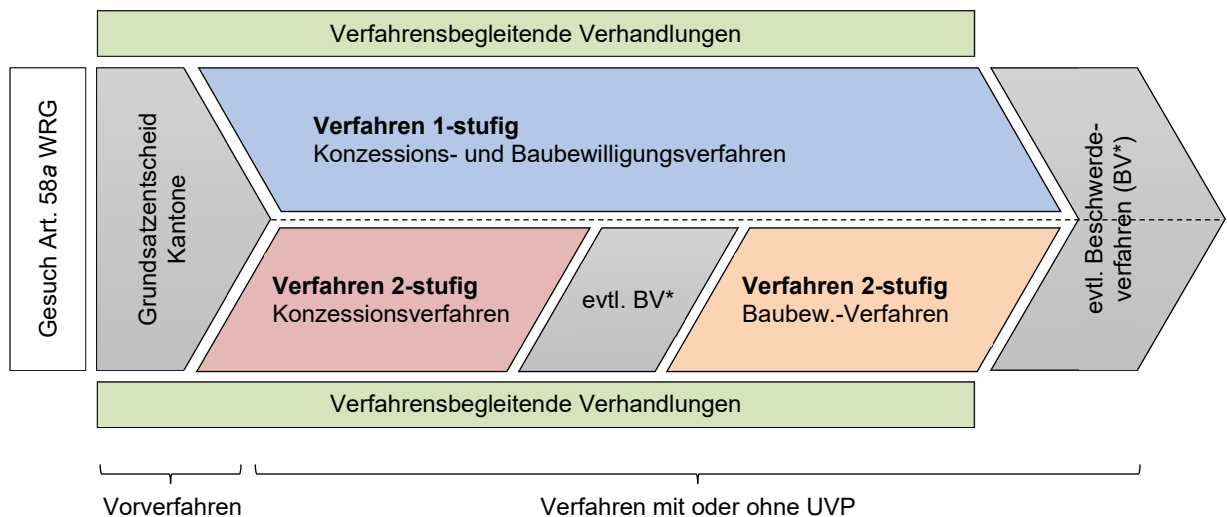 Verfahrensbegleitende Verhandlungen
Gesuch Art. 58a WRG
Grundsatzentscheid
Kantone
Verfahren 1-stufig
Konzessions- und Baubewilligungsverfahren
Verfahren 2-stufig
Konzessionsverfahren
evtl. BV*
Verfahren 2-stufig
Baubew.-Verfahren
evtl. Beschwerde-
verfahren (BV*)
Verfahrensbegleitende Verhandlungen
Vorverfahren
Verfahren mit oder ohne UVP